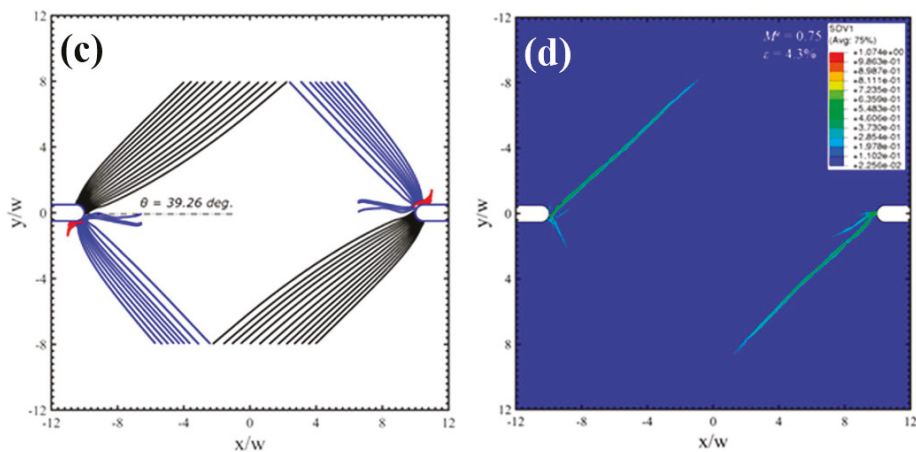 (c)
12
8
4
0
-4
-8
12
y/w
θ = 39.26 deg.
-12
-8
-4
0
4
8
12
x/w
(d)
-12
-8
-4
0
4
8
12
y/w
-12
-8
-4
0
4
8
12
x/w
ε = 4.3%
SDV1
(Avg: 75%)
+1.074e+00
+9.863e-01
+8.987e-01
+8.111e-01
+7.235e-01
+6.359e-01
+5.483e-01
+4.606e-01
+3.730e-01
+2.854e-01
+1.978e-01
+1.102e-01
+2.256e-02